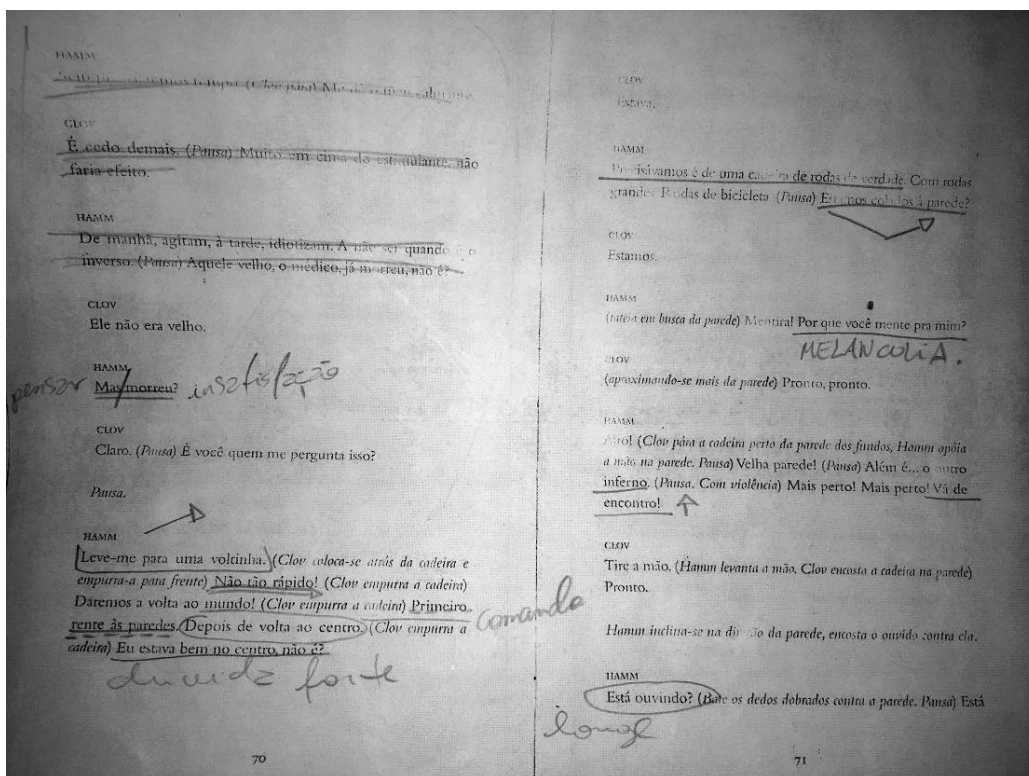 HAMM
tempo. (Clov para)
CLOV
É cedo demais. (Pausa) Muito em cima do estimulante, não
faria efeito.
HAMM
De manhã, agitam, à tarde, idiotizam. A não ser quando é o
inverso. (Pausa) Aquele velho, o médico, já morreu, não é?
CLOV
Ele não era velho.
HAMM
pensar Mas morreu? insatisfação
CLOV
Claro. (Pausa) É você quem me pergunta isso?
Pausa.
HAMM
Leve-me para uma voltinha. (Clov coloca-se atrás da cadeira e
empurra-a para frente) Não tão rápido! (Clov empurra a cadeira)
Daremos a volta ao mundo! (Clov empurra a cadeira) Primeiro
rente às paredes. Depois de volta ao centro. (Clov empurra a
cadeira) Eu estava bem no centro, não é?
comando
duvida forte
70
CLOV
Estava.
HAMM
Precisávamos é de uma cadeira de rodas de verdade. Com rodas
grandes. Rodas de bicicleta. (Pausa) Estamos colados à parede?
CLOV
Estamos.
HAMM
(tateia em busca da parede) Mentira! Por que você mente pra mim?
MELANCOLIA.
CLOV
(aproximando-se mais da parede) Pronto, pronto.
HAMM
Alto! (Clov pára a cadeira perto da parede dos fundos, Hamm apóia
a mão na parede. Pausa) Velha parede! (Pausa) Além é... o outro
inferno. (Pausa. Com violência) Mais perto! Mais perto! Vá de
encontro!
CLOV
Tire a mão. (Hamm levanta a mão. Clov encosta a cadeira na parede)
Pronto.
Hamm inclina-se na direção da parede, encosta o ouvido contra ela.
HAMM
Está ouvindo? (Bate os dedos dobrados contra a parede. Pausa) Está
71